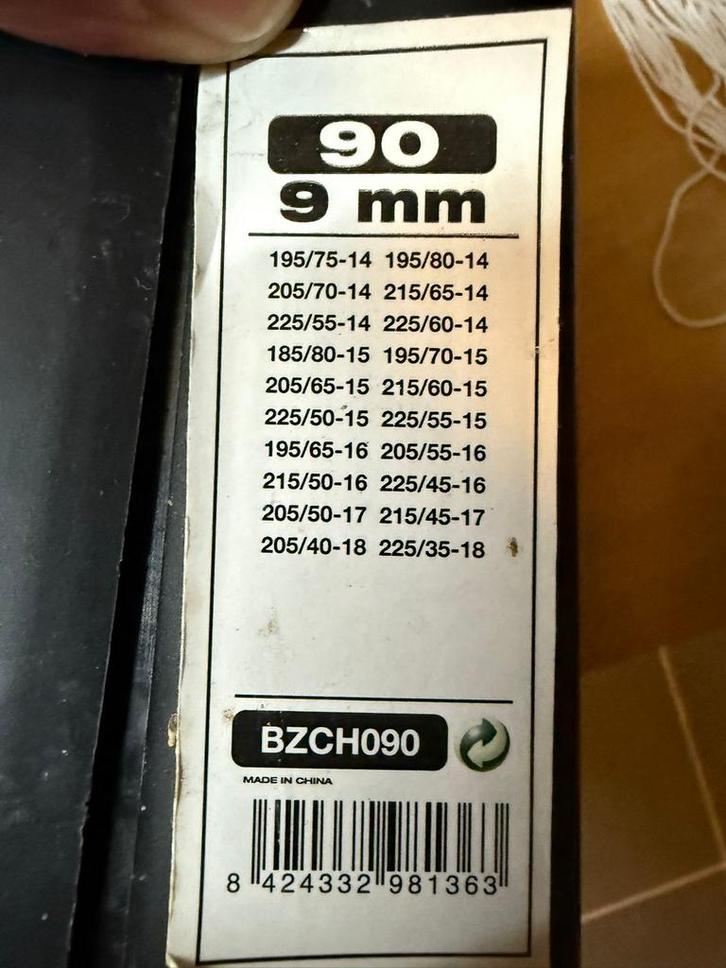 90
9 mm
195/75-14 195/80-14
205/70-14 215/65-14
225/55-14 225/60-14
185/80-15 195/70-15
205/65-15 215/60-15
225/50-15 225/55-15
195/65-16 205/55-16
215/50-16 225/45-16
205/50-17 215/45-17
205/40-18 225/35-18
BZCH090
MADE IN CHINA
8 424332 981363